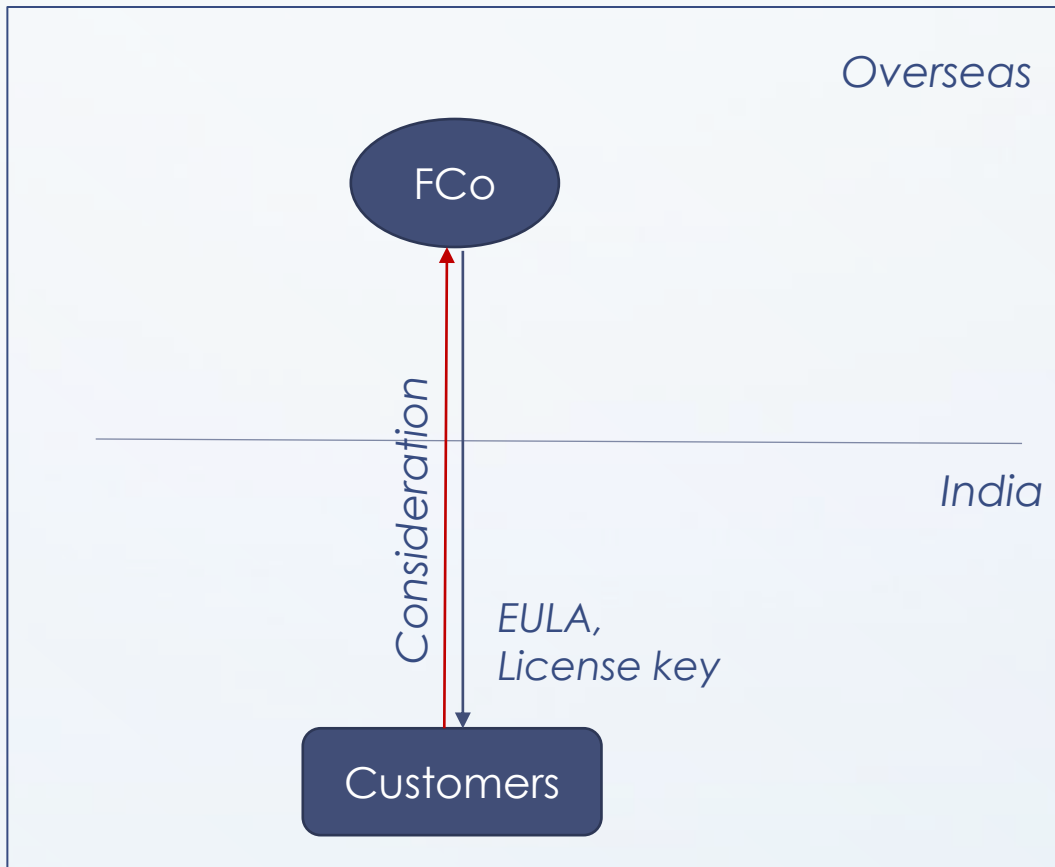 Overseas
FCo
Consideration
India
EULA,
License key
Customers